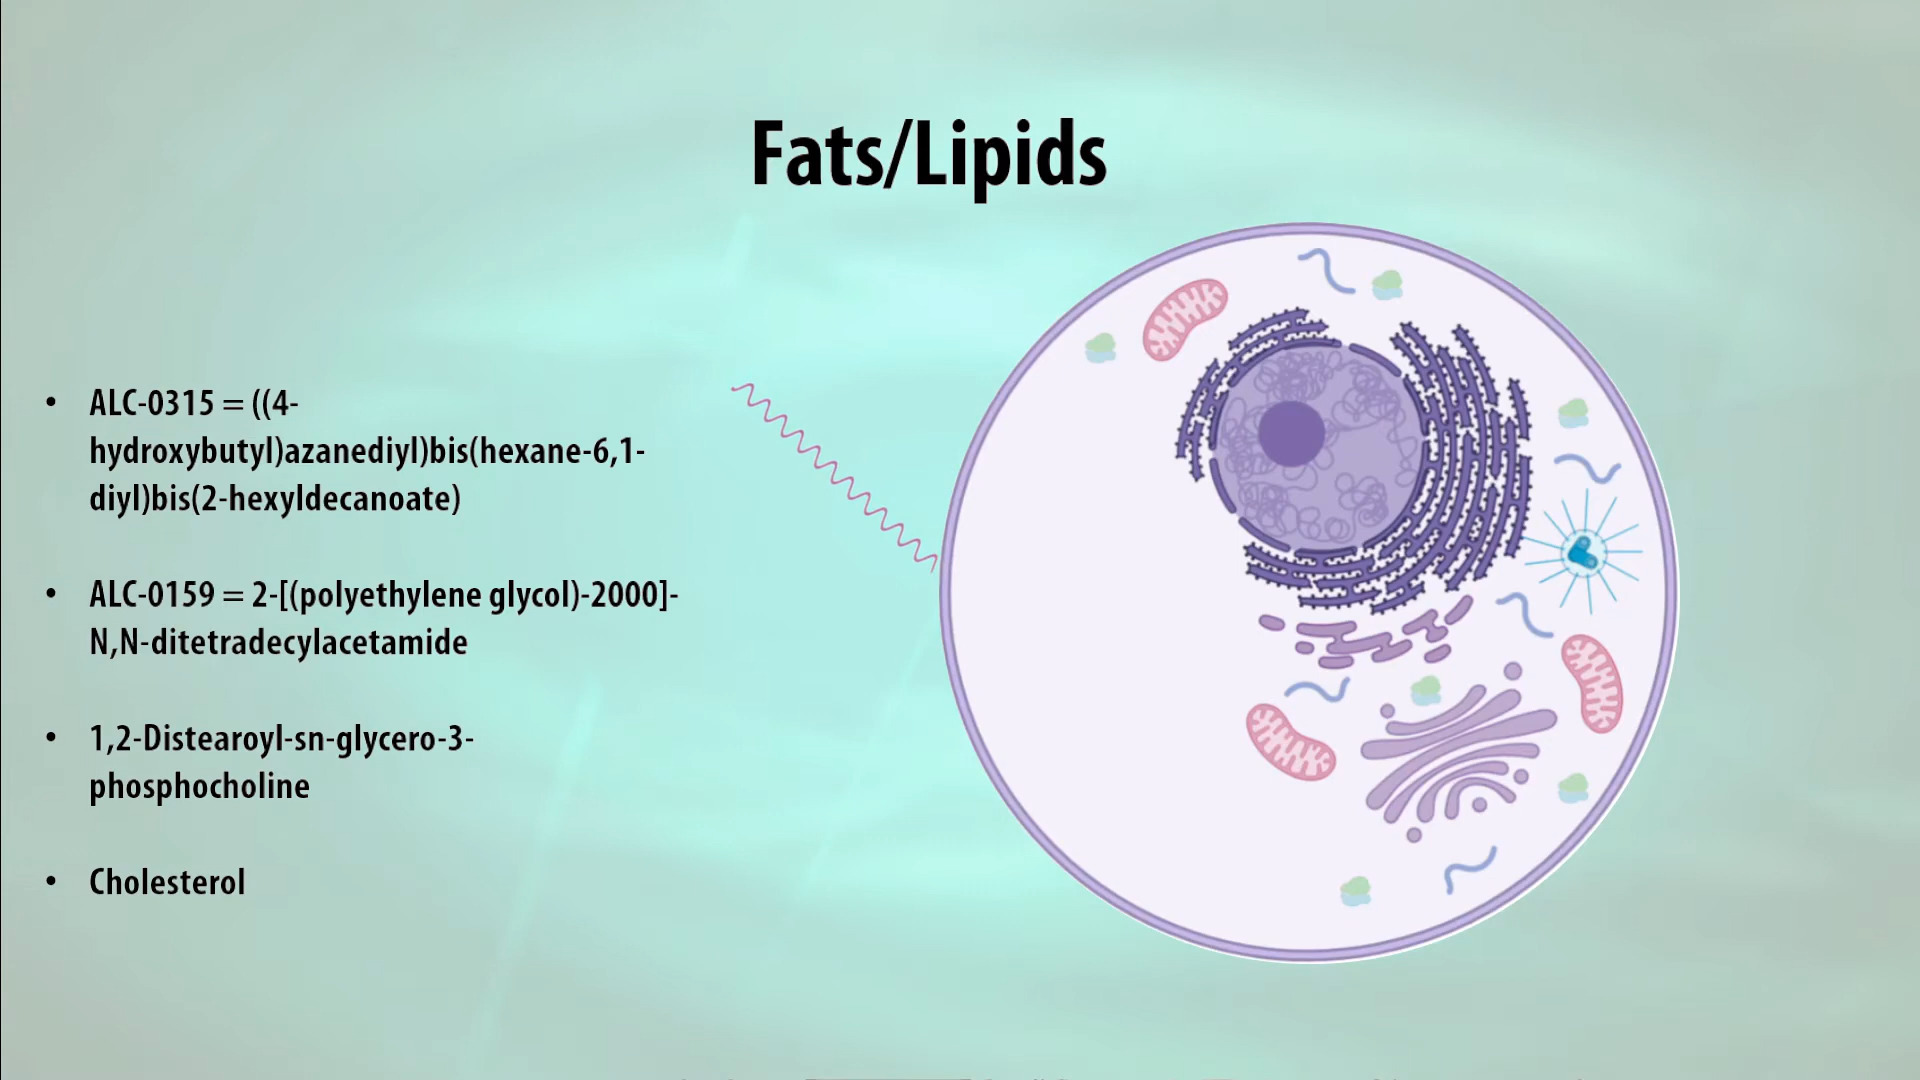 Fats/Lipids
• ALC-0315 = ((4-
hydroxybutyl)azanediyl)bis(hexane-6,1-
diyl)bis(2-hexyldecanoate)
• ALC-0159 = 2-[(polyethylene glycol)-2000]-
N,N-ditetradecylacetamide
• 1,2-Distearoyl-sn-glycero-3-
phosphocholine
• Cholesterol